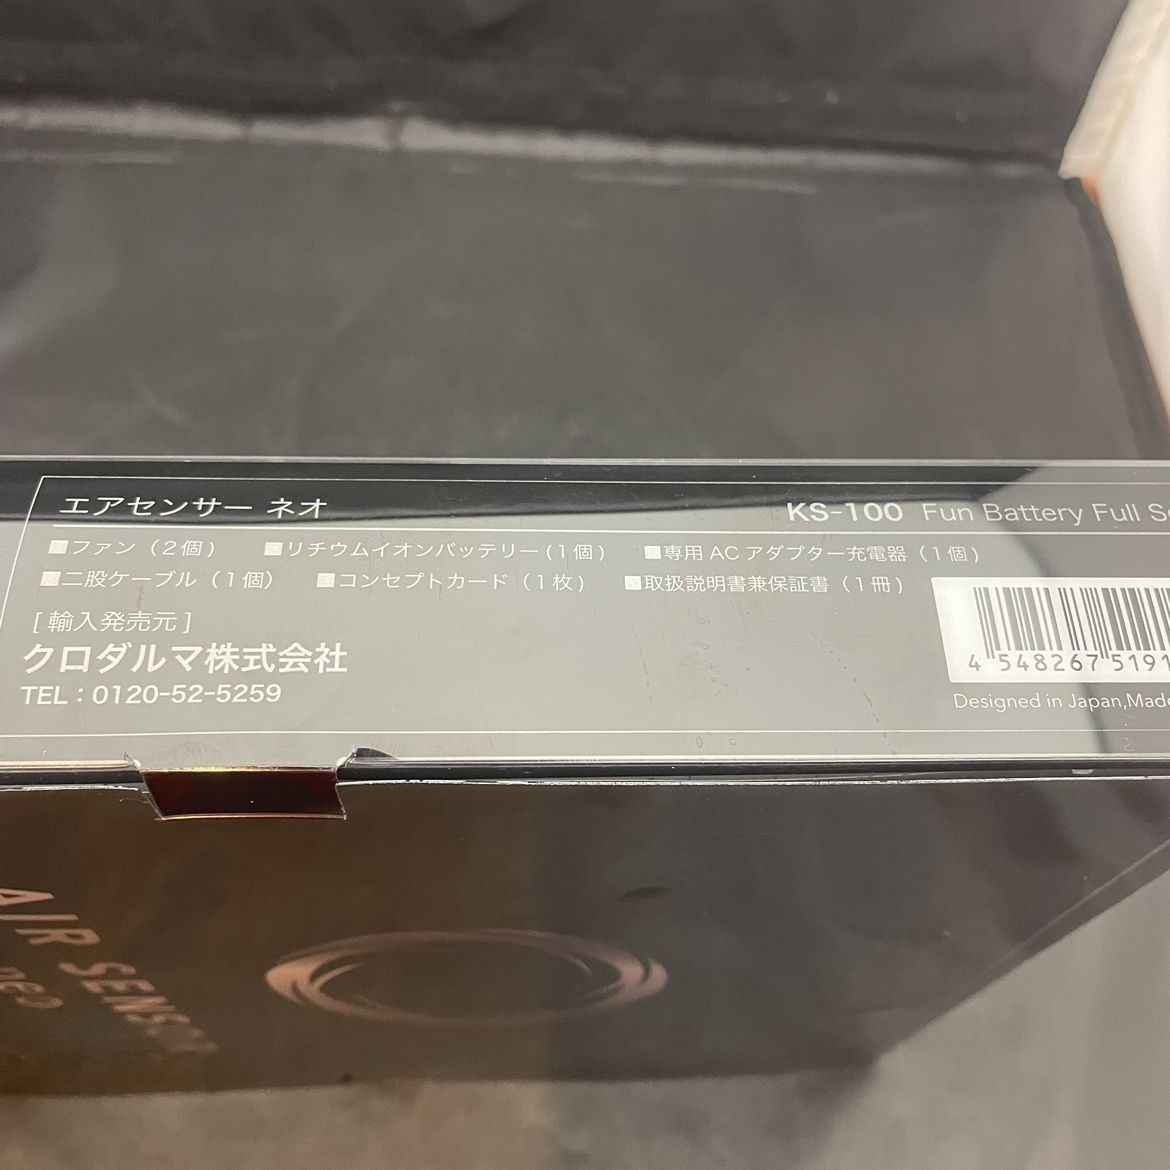 エアセンサー ネオ
KS-100 Fun Battery Full
■ファン（2個） ■リチウムイオンバッテリー（1個） ■専用ACアダプター充電器（1個）
■二股ケーブル（1個） ■コンセプトカード（1枚） ■取扱説明書兼保証書（1冊）
[輸入発売元]
クロダルマ株式会社
TEL：0120-52-5259
4 548267 5191
Designed in Japan,Made
AIR SENSOR
neo